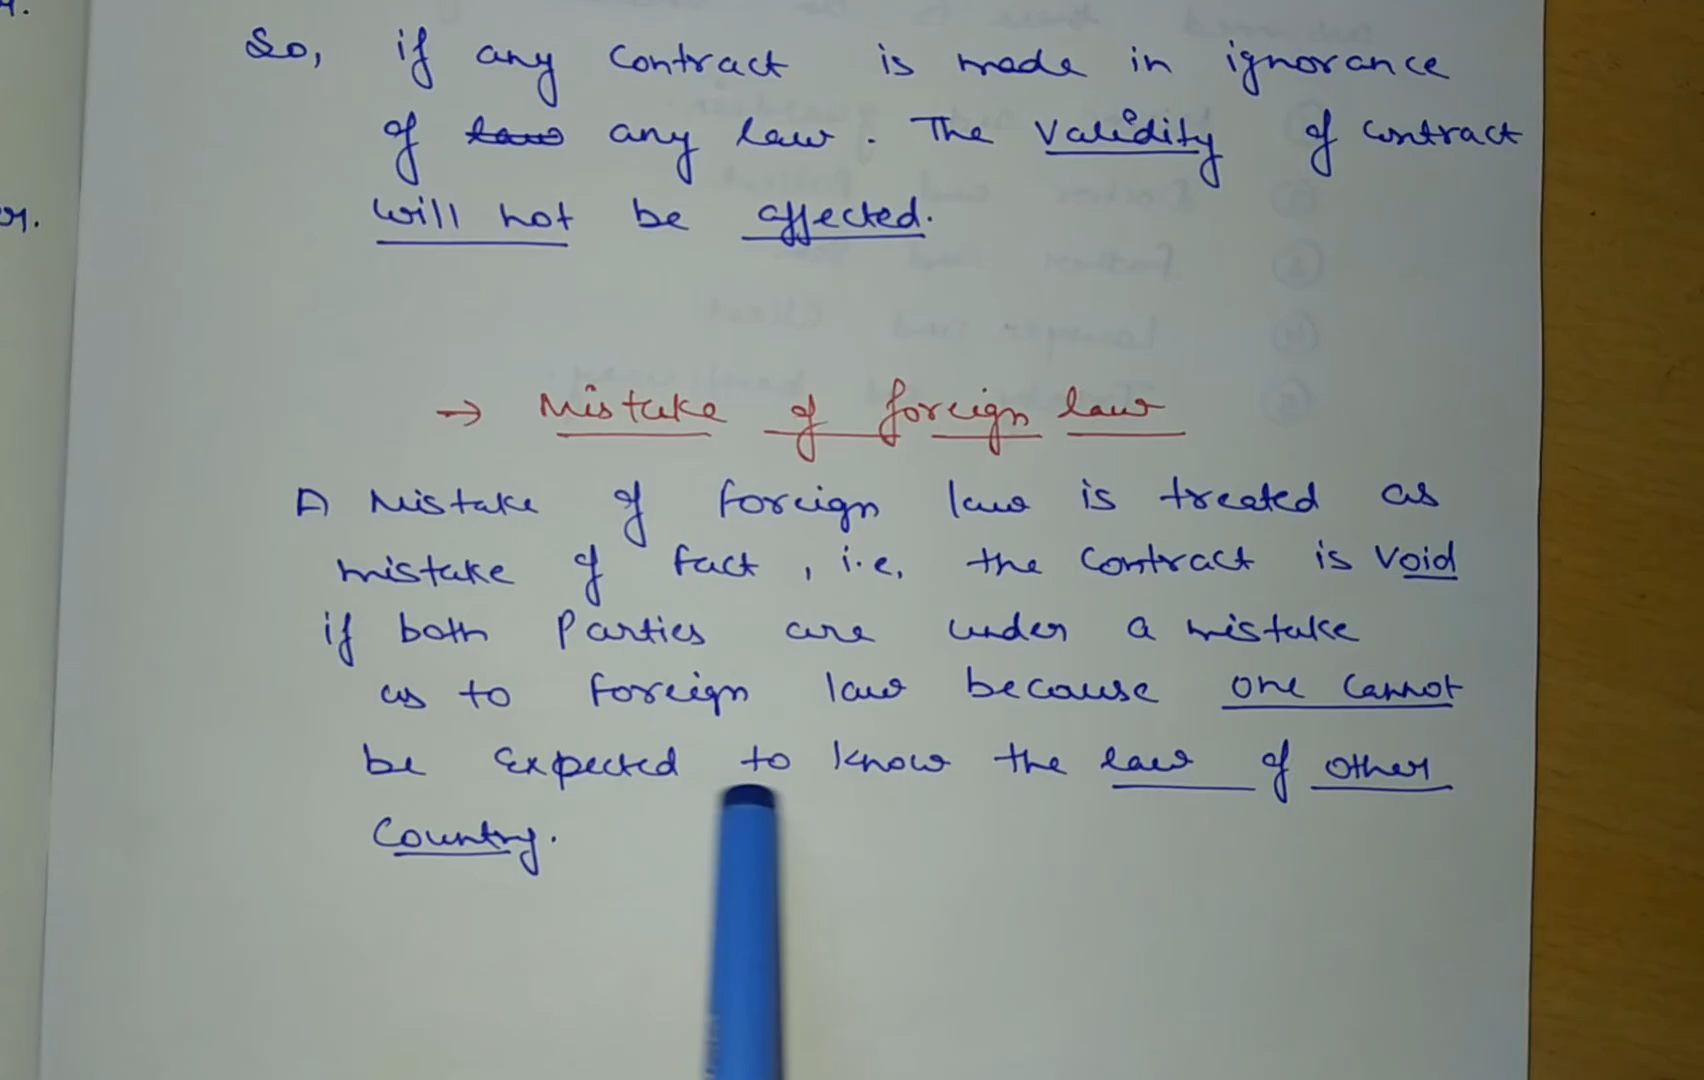 So, if any contract is made in ignorance
of law any law. The validity of contract
will not be affected.
→ Mistake of foreign law
A Mistake of foreign law is treated as
mistake of fact, i.e. the contract is void
if both Parties are under a mistake
as to foreign law because one cannot
be expected to know the law of other
Country.